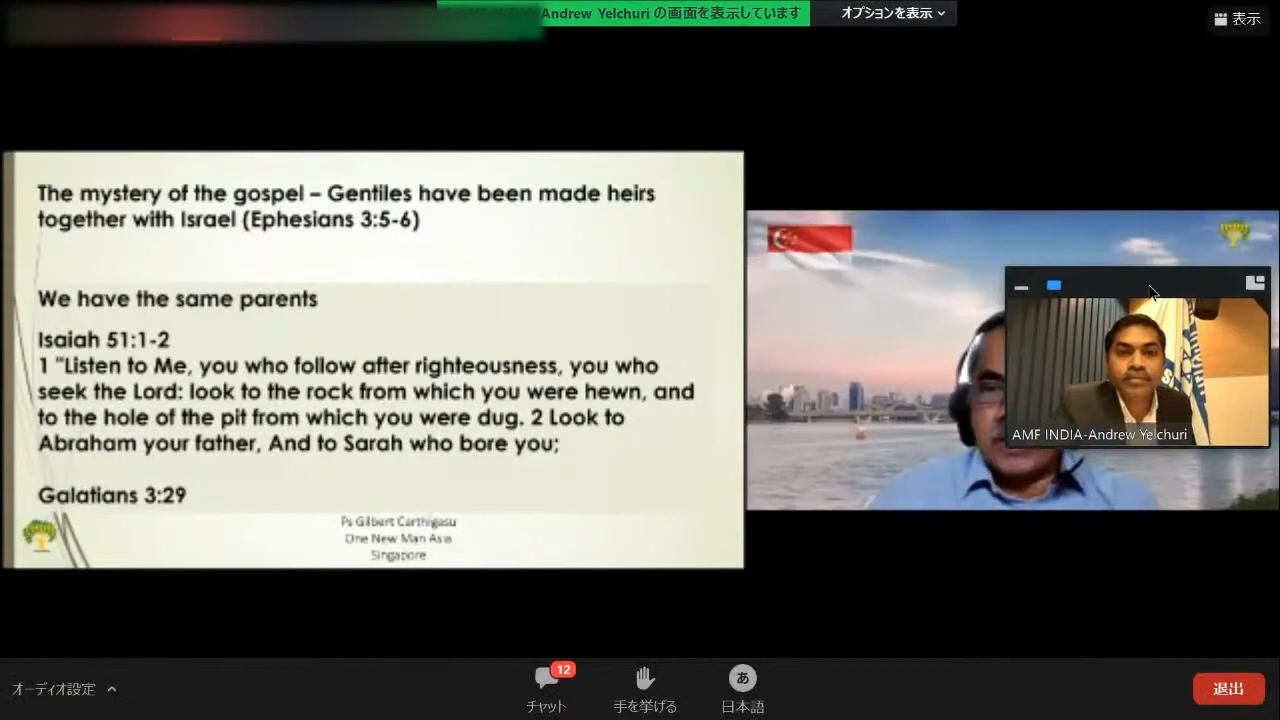 Andrew Yelchuri の画面を表示しています
オプションを表示
表示
The mystery of the gospel – Gentiles have been made heirs
together with Israel (Ephesians 3:5-6)
We have the same parents
Isaiah 51:1-2
1 "Listen to Me, you who follow after righteousness, you who
seek the Lord: look to the rock from which you were hewn, and
to the hole of the pit from which you were dug. 2 Look to
Abraham your father, And to Sarah who bore you;
Galatians 3:29
Ps Gilbert Carthigasu
One New Man Asia
Singapore
AMF INDIA-Andrew Yelchuri
オーディオ設定
12
チャット
手を挙げる
あ
日本語
退出